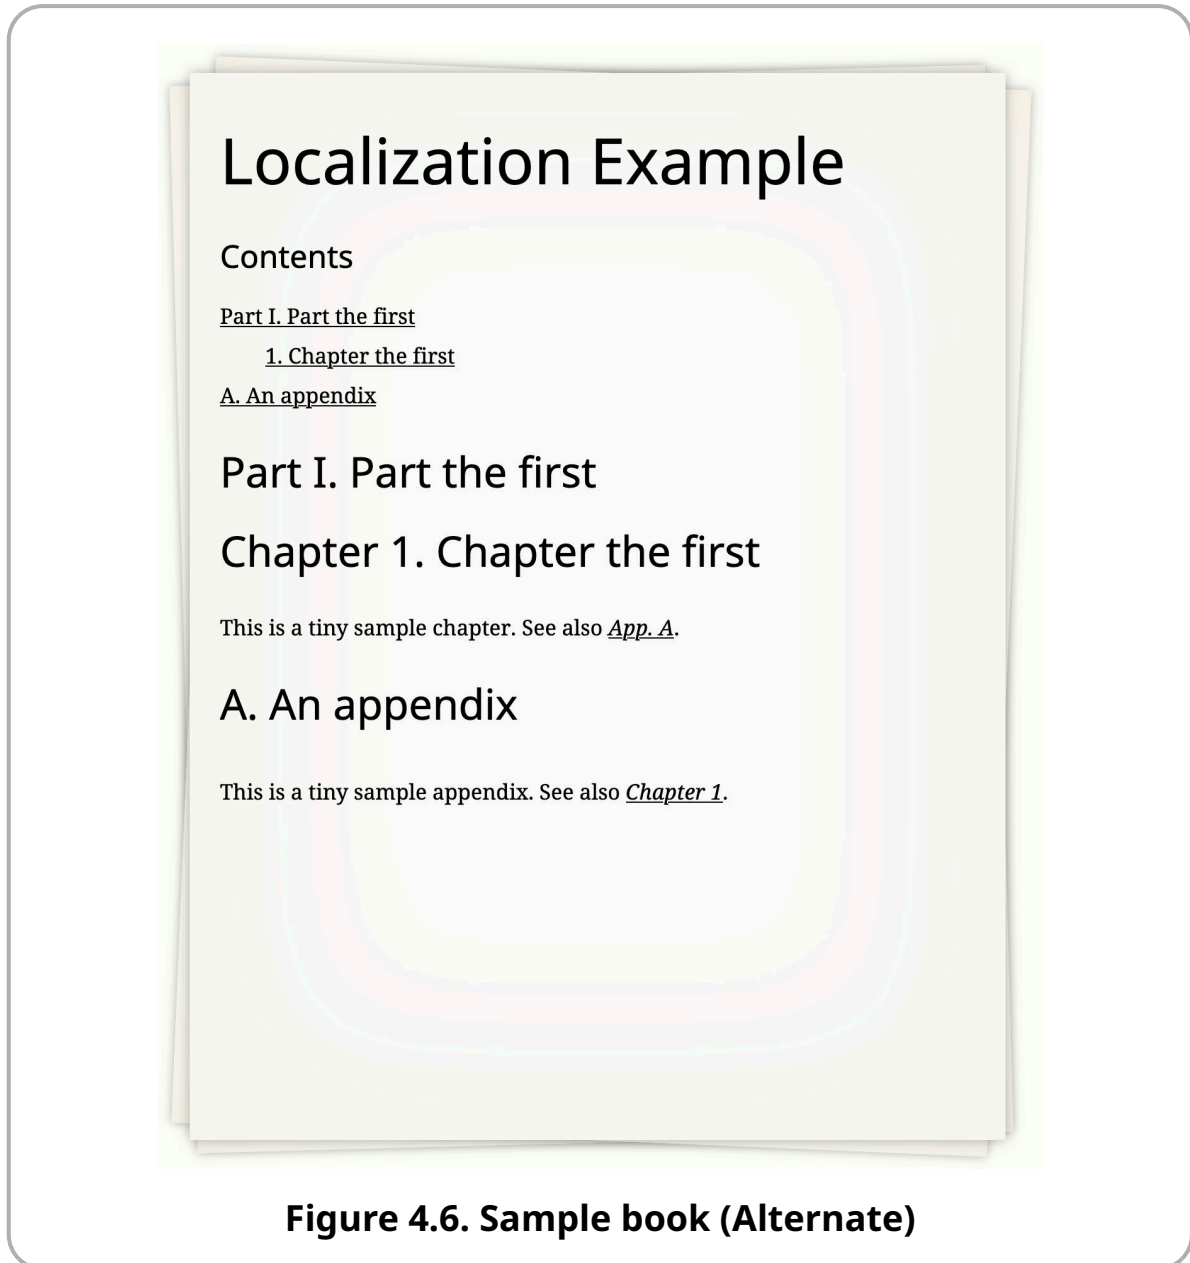 Localization Example
Contents
Part I. Part the first
1. Chapter the first
A. An appendix
Part I. Part the first
Chapter 1. Chapter the first
This is a tiny sample chapter. See also App. A.
A. An appendix
This is a tiny sample appendix. See also Chapter 1.
Figure 4.6. Sample book (Alternate)